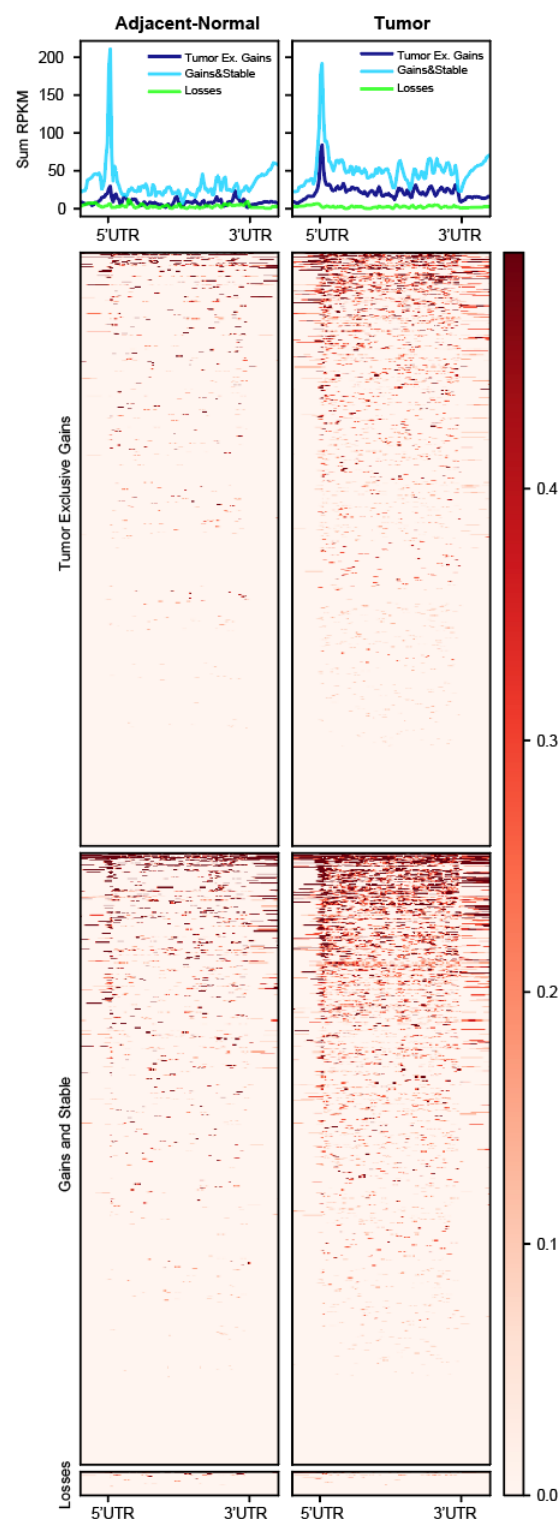 Adjacent-Normal
Tumor
Sum RPKM
200
150
100
50
0
Tumor Ex. Gains
Gains&Stable
Losses
Tumor Ex. Gains
Gains&Stable
Losses
5'UTR
3'UTR
5'UTR
3'UTR
Tumor Exclusive Gains
Gains and Stable
Losses
0.4
0.3
0.2
0.1
0.0
5'UTR
3'UTR
5'UTR
3'UTR